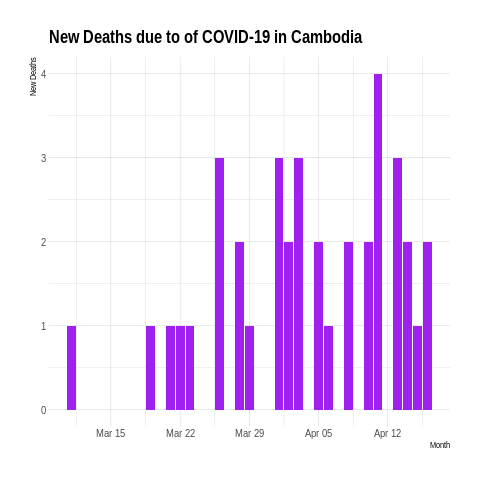 New Deaths due to of COVID-19 in Cambodia
New Deaths
4
3
2
1
0
Mar 15 Mar 22 Mar 29 Apr 05 Apr 12
Month